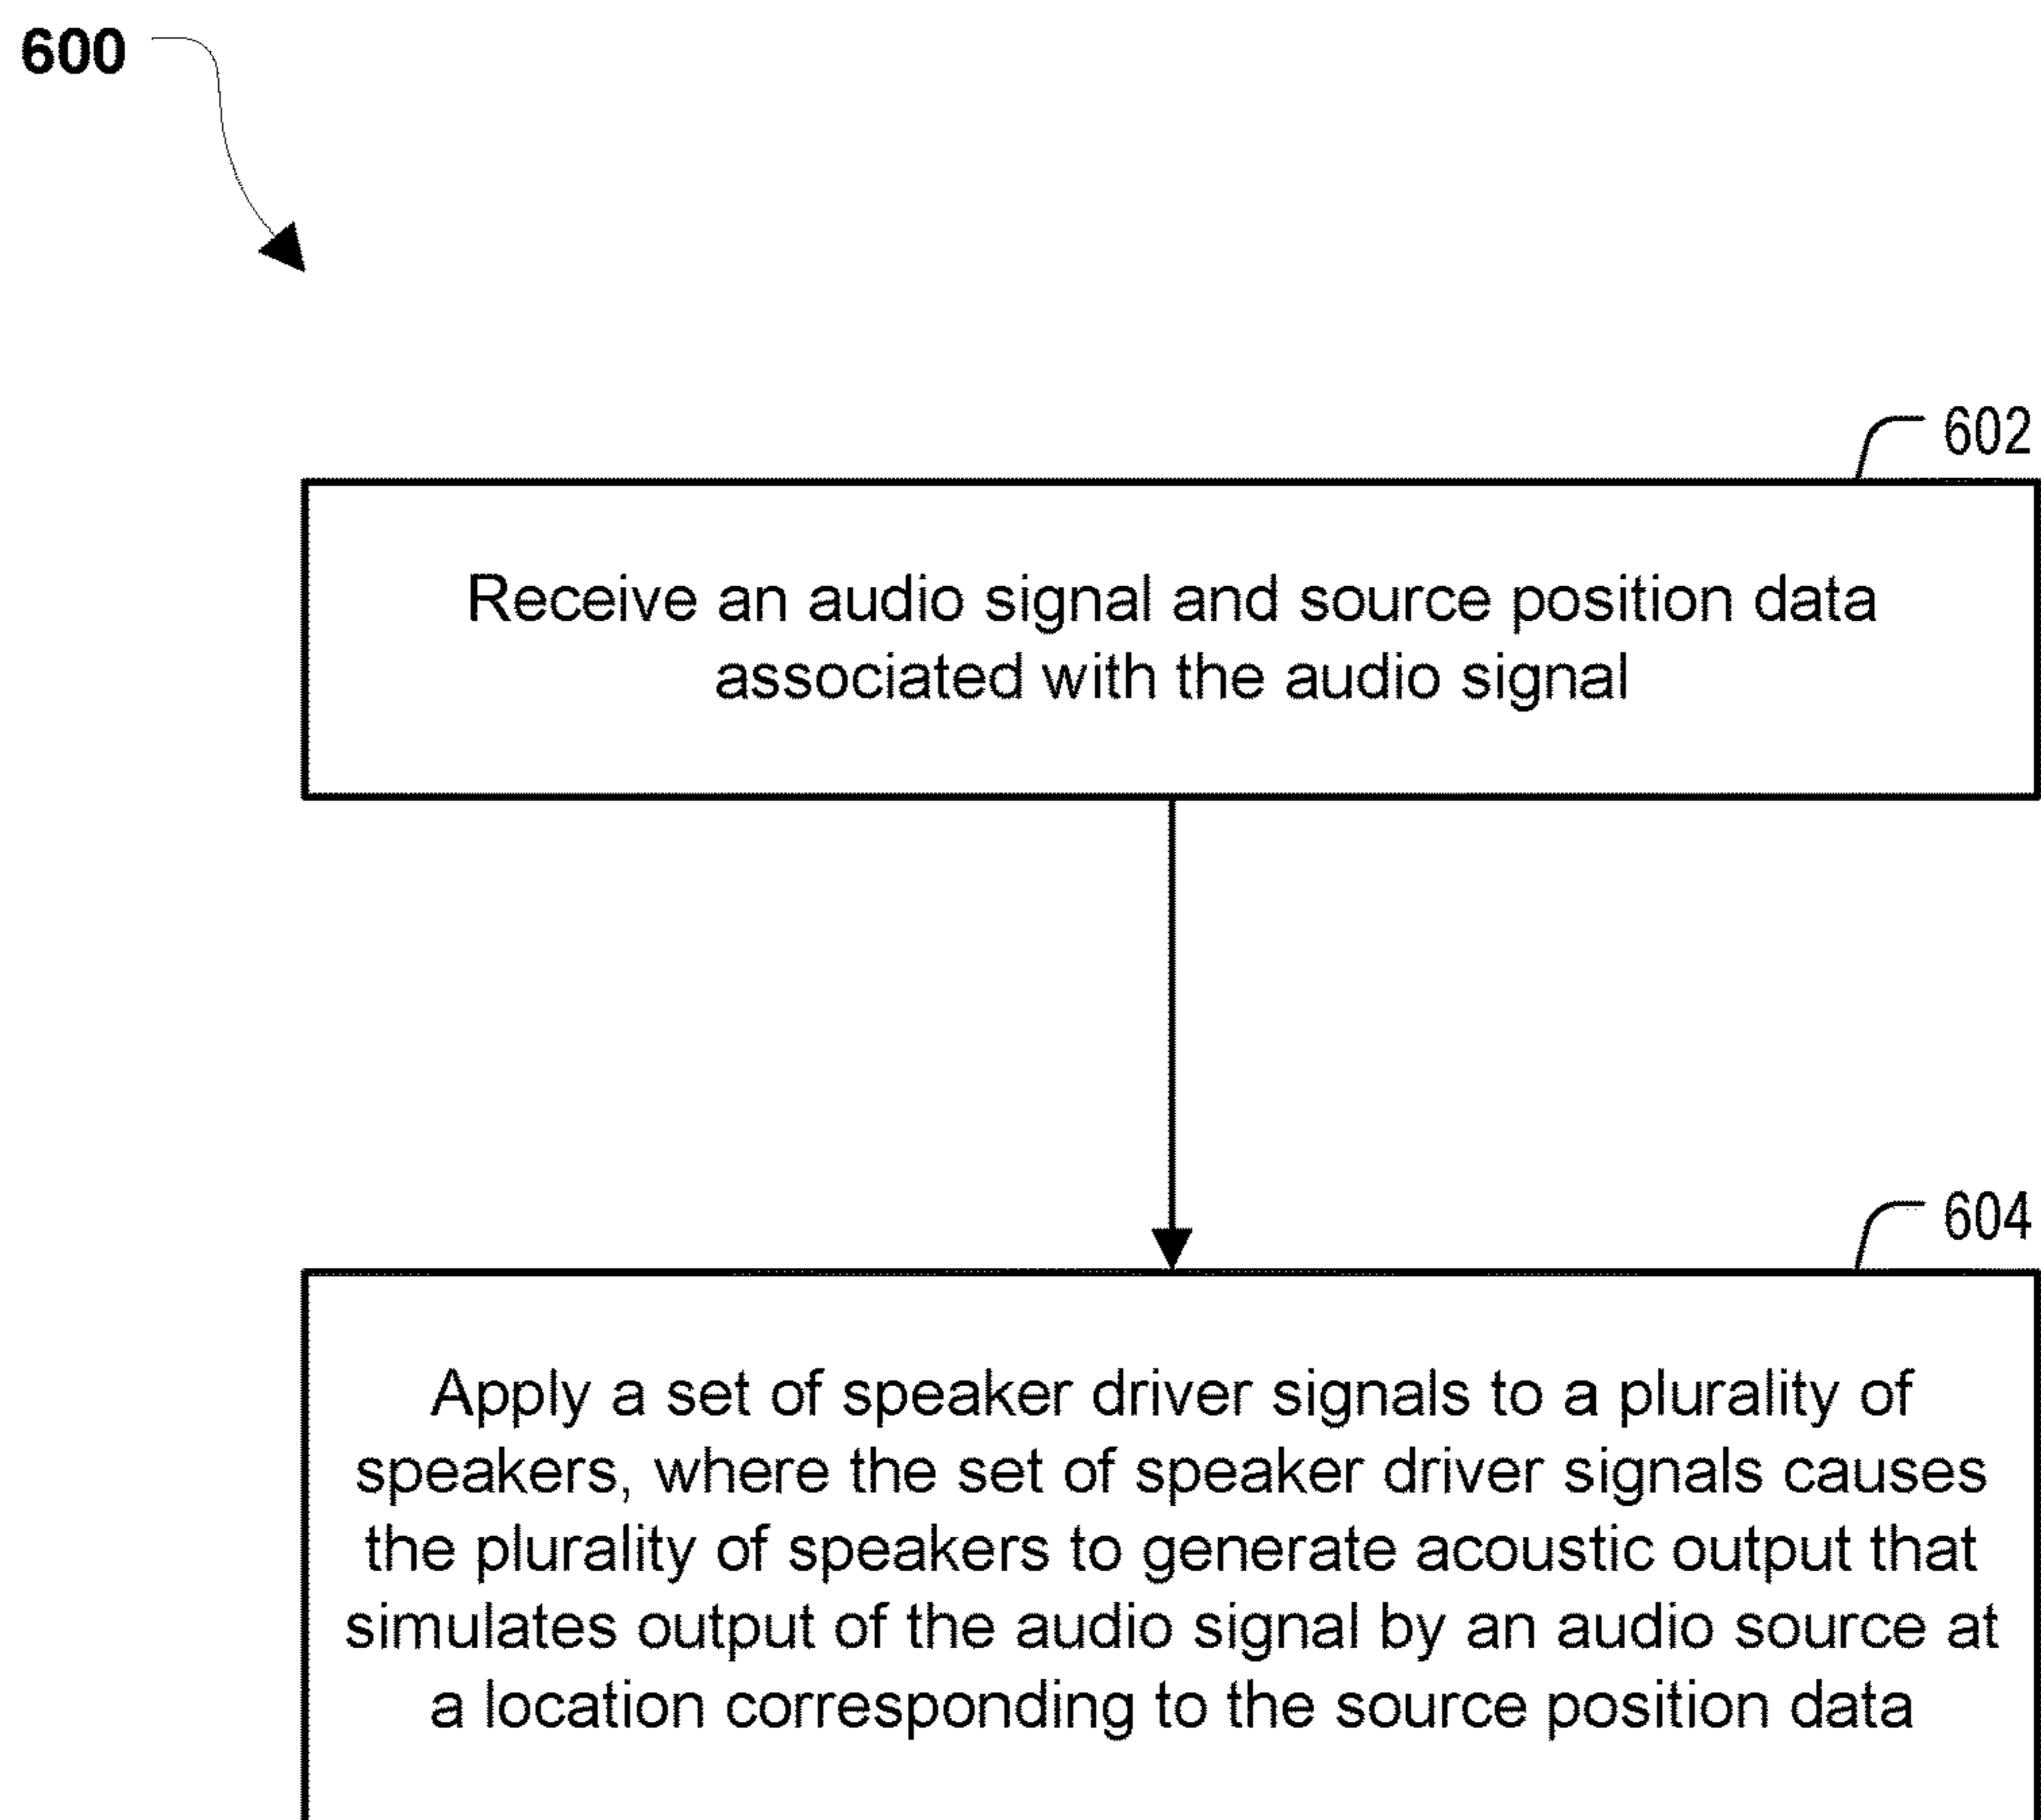 600
602
Receive an audio signal and source position data
associated with the audio signal
604
Apply a set of speaker driver signals to a plurality of
speakers, where the set of speaker driver signals causes
the plurality of speakers to generate acoustic output that
simulates output of the audio signal by an audio source at
a location corresponding to the source position data